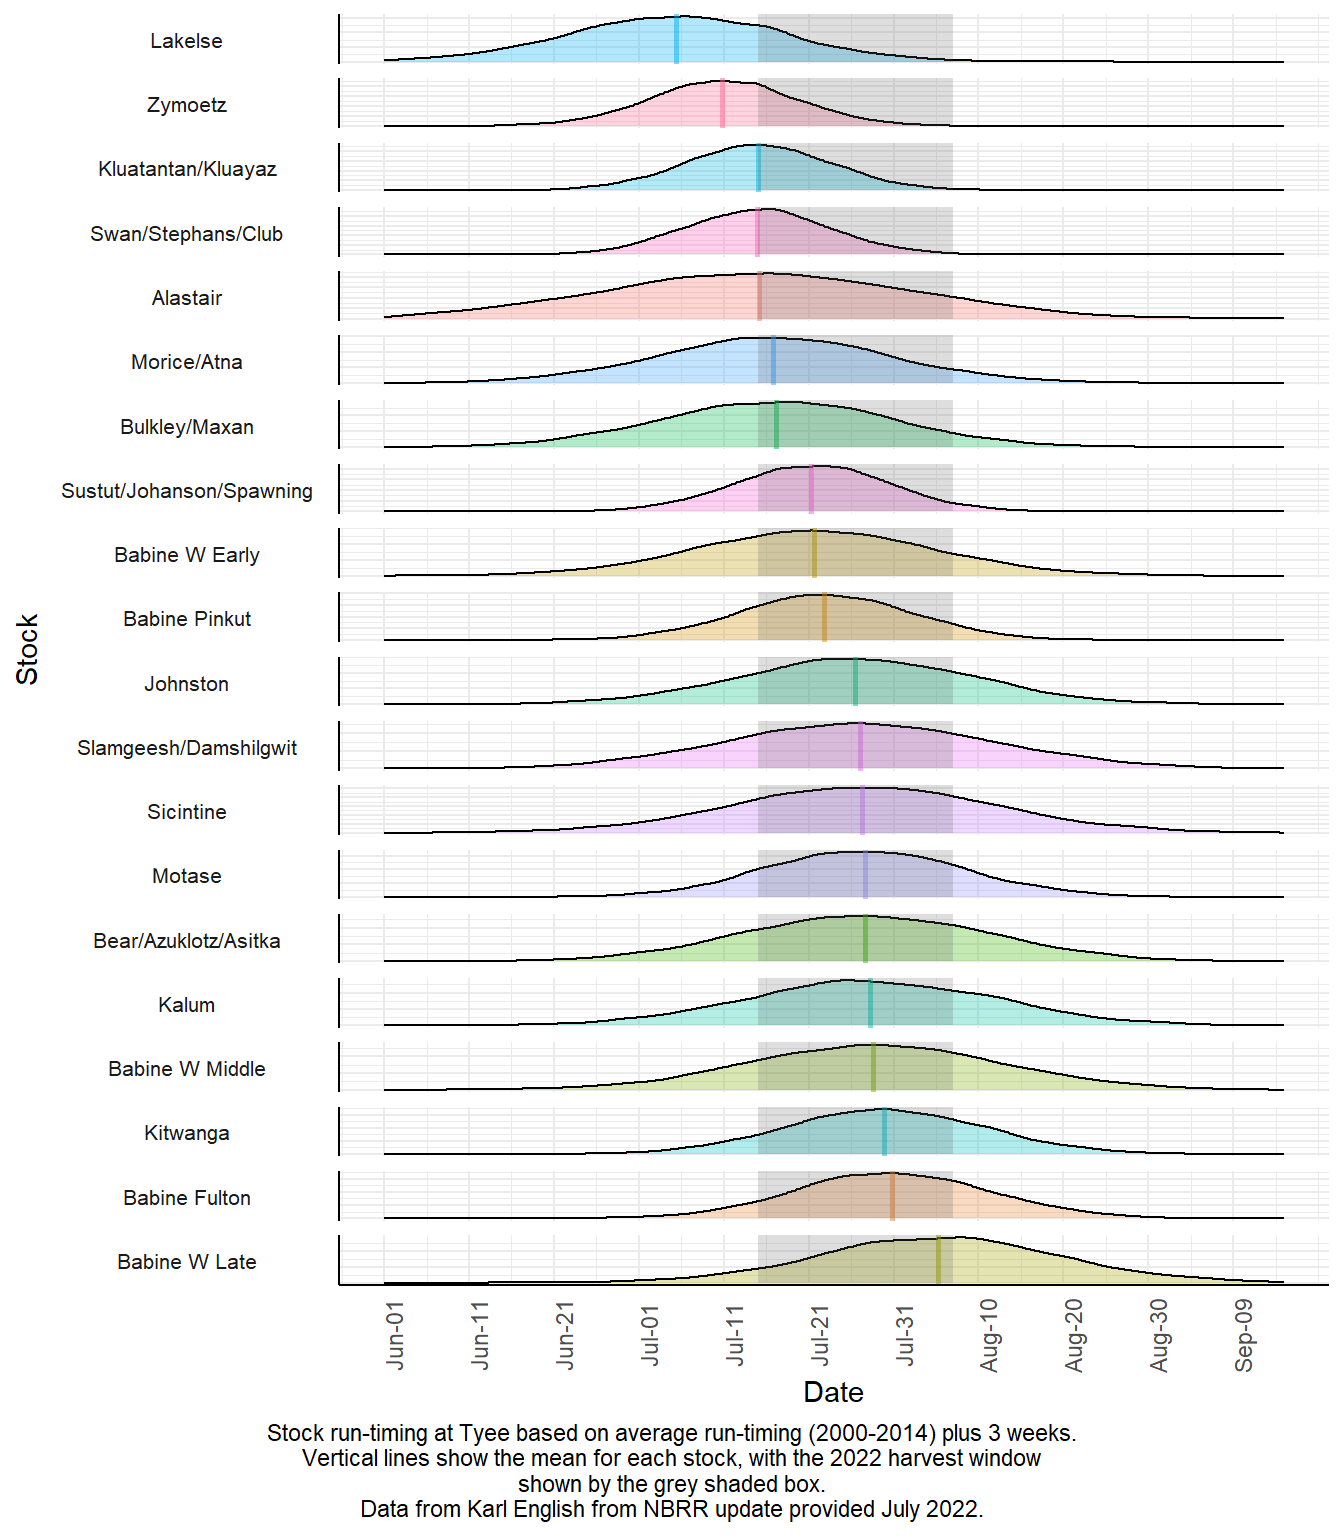 Lakelse
Zymoetz
Kluatantan/Kluayaz
Swan/Stephans/Club
Alastair
Morice/Atna
Bulkley/Maxan
Sustut/Johanson/Spawning
Babine W Early
Babine Pinkut
Johnston
Slamgeesh/Damshilgwit
Sicintine
Motase
Bear/Azuklotz/Asitka
Kalum
Babine W Middle
Kitwanga
Babine Fulton
Babine W Late
Stock
Jun-01
Jun-11
Jun-21
Jul-01
Jul-11
Jul-21
Jul-31
Aug-10
Aug-20
Aug-30
Sep-09
Date
Stock run-timing at Tyee based on average run-timing (2000-2014) plus 3 weeks.
Vertical lines show the mean for each stock, with the 2022 harvest window
shown by the grey shaded box.
Data from Karl English from NBRR update provided July 2022.